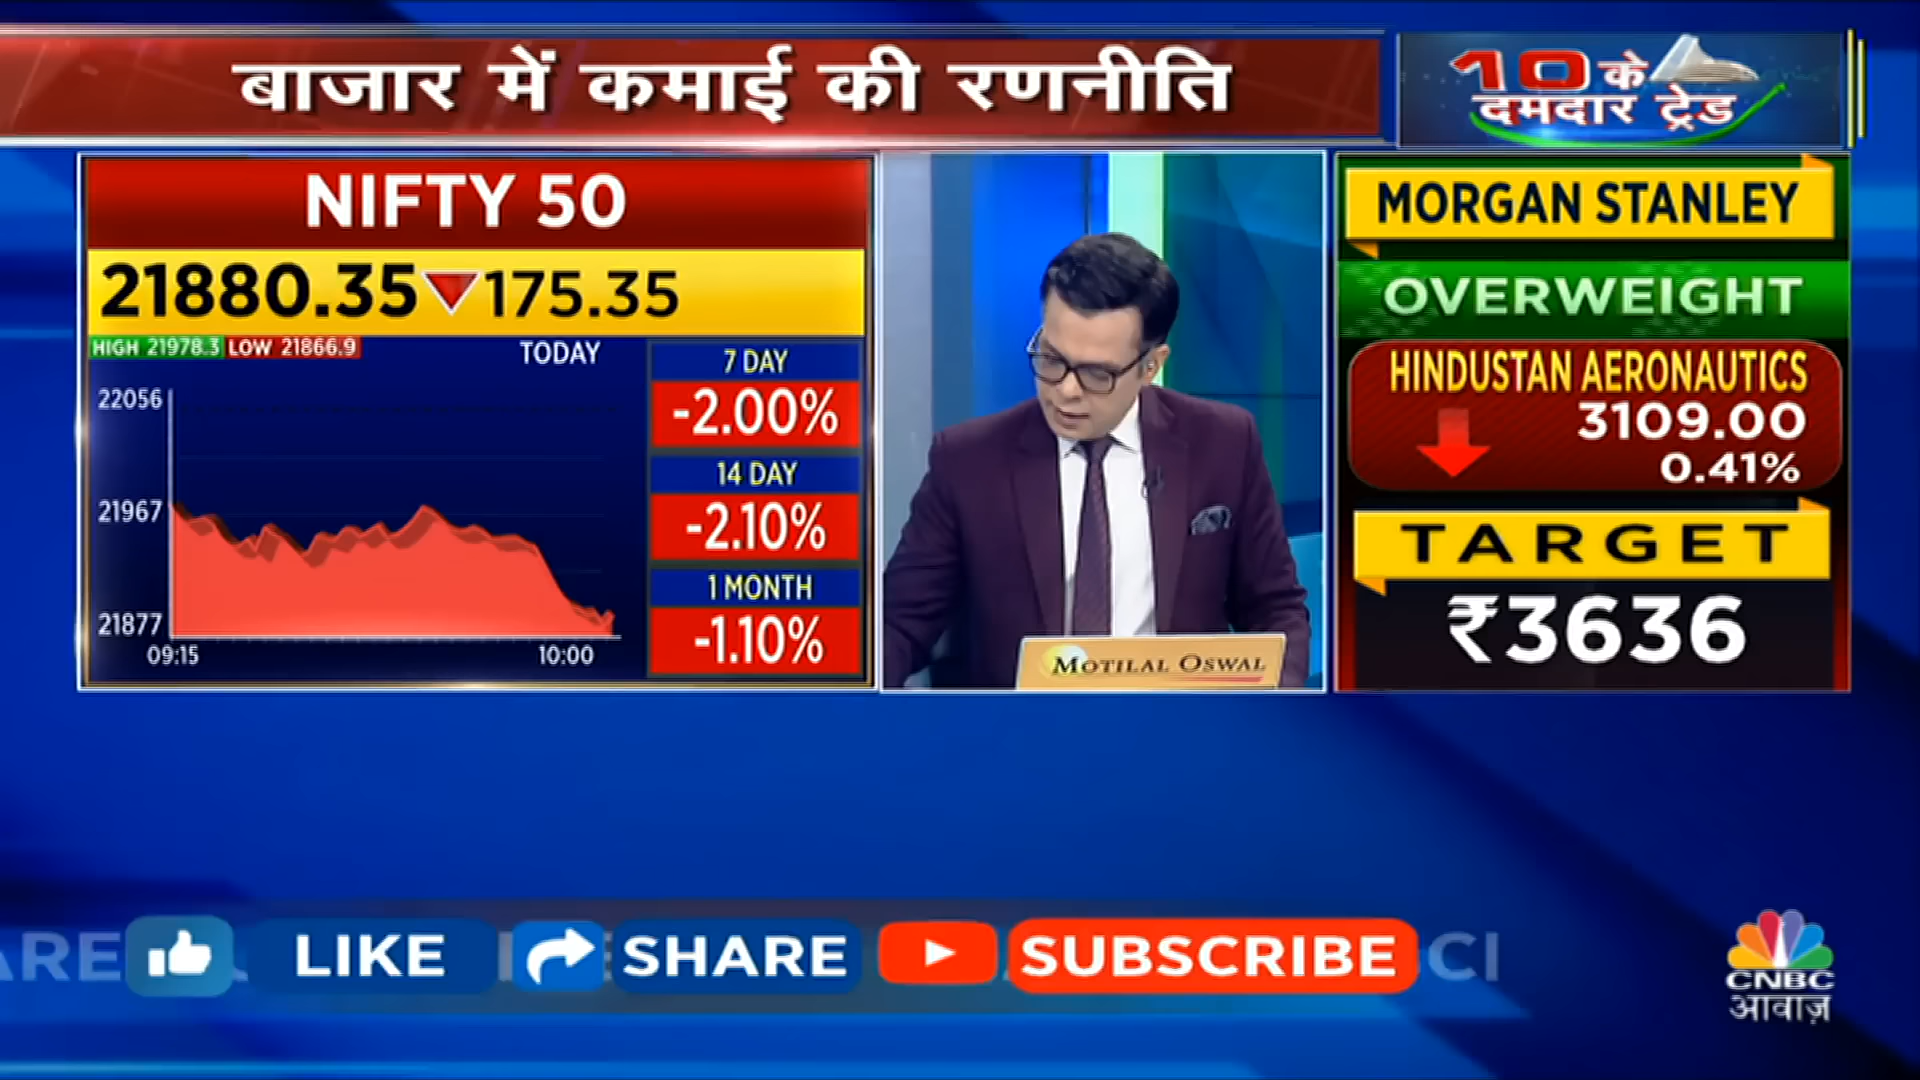 बाजार में कमाई की रणनीति
10 के
दमदार ट्रेड
NIFTY 50
21880.35 175.35
HIGH 21978.3 LOW 21866.9
TODAY
22056
21967
21877
09:15 10:00
7 DAY
-2.00%
14 DAY
-2.10%
1 MONTH
-1.10%
MOTILAL OSWAL
MORGAN STANLEY
OVERWEIGHT
HINDUSTAN AERONAUTICS
3109.00
0.41%
TARGET
₹3636
LIKE SHARE SUBSCRIBE
CNBC
आवाज़